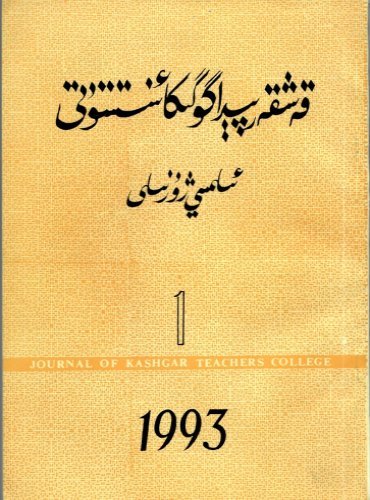 قەشقەر پېداگوگىكا ئىنستىتۇتى
ئىلمىي ژۇرنىلى
1
JOURNAL OF KASHGAR TEACHERS COLLEGE
1993